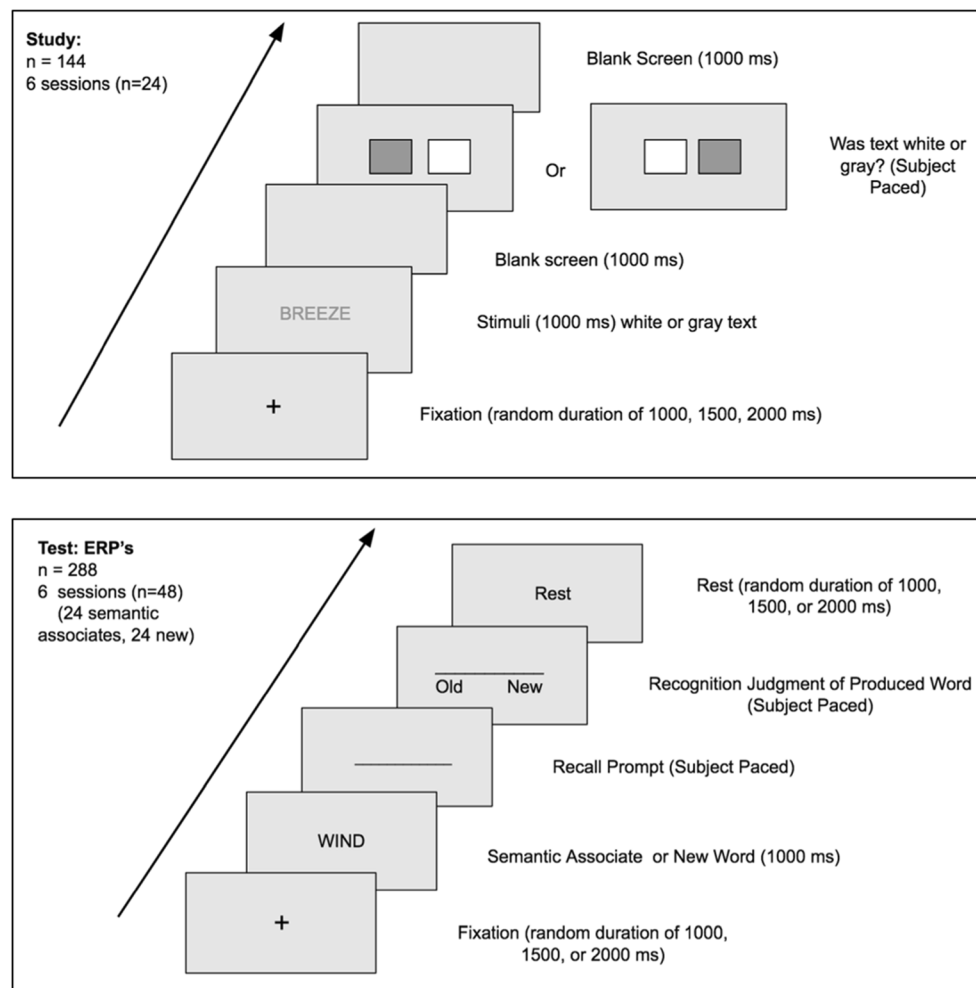 Study:
n = 144
6 sessions (n=24)
Blank Screen (1000 ms)
Or
Was text white or
gray? (Subject
Paced)
Blank screen (1000 ms)
BREEZE
Stimuli (1000 ms) white or gray text
+
Fixation (random duration of 1000, 1500, 2000 ms)
Test: ERP's
n = 288
6 sessions (n=48)
(24 semantic
associates, 24 new)
Rest
Rest (random duration of 1000,
1500, or 2000 ms)
Old New
Recognition Judgment of Produced Word
(Subject Paced)
Recall Prompt (Subject Paced)
WIND
Semantic Associate or New Word (1000 ms)
+
Fixation (random duration of 1000,
1500, or 2000 ms)